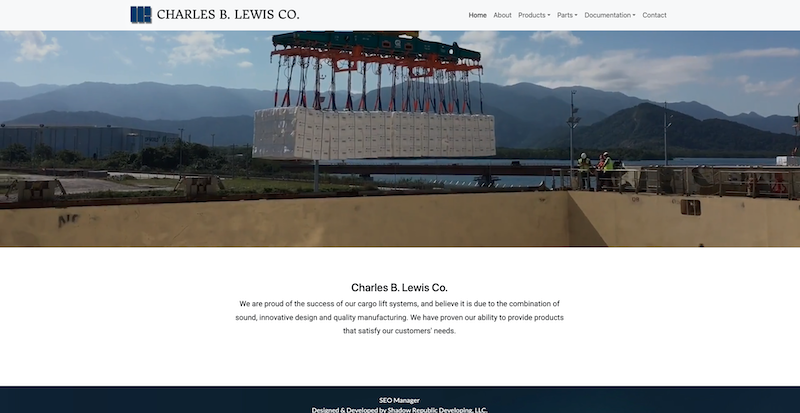 CHARLES B. LEWIS CO.
Home About Products Parts Documentation Contact
Charles B. Lewis Co.
We are proud of the success of our cargo lift systems, and believe it is due to the combination of
sound, innovative design and quality manufacturing. We have proven our ability to provide products
that satisfy our customers' needs.
SEO Manager
Designed & Developed by Shadow Republic Developing, LLC.